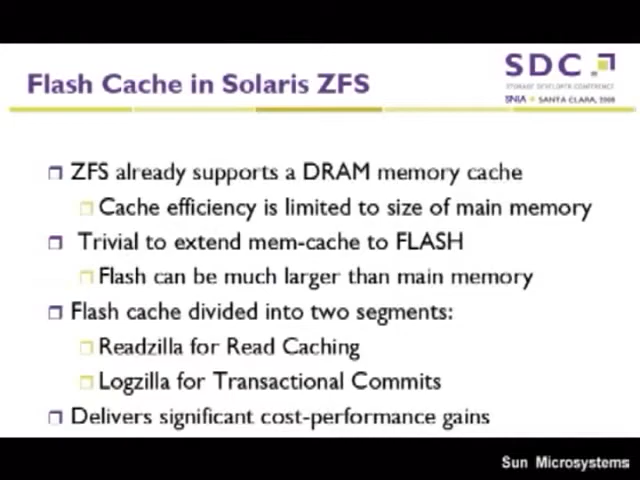 Flash Cache in Solaris ZFS
SDC
STORAGE DEVELOPER CONFERENCE
SNIA SANTA CLARA, 2008
ZFS already supports a DRAM memory cache
Cache efficiency is limited to size of main memory
Trivial to extend mem-cache to FLASH
Flash can be much larger than main memory
Flash cache divided into two segments:
Readzilla for Read Caching
Logzilla for Transactional Commits
Delivers significant cost-performance gains
Sun Microsystems